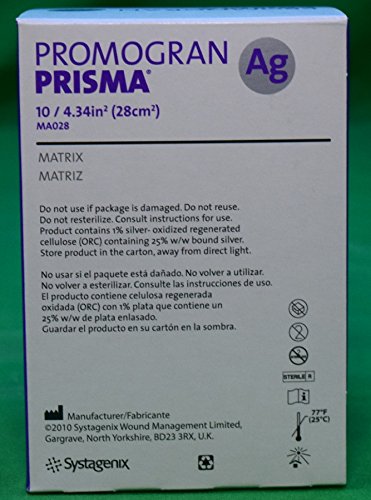 PROMOGRAN
PRISMA®
Ag
10 / 4.34in² (28cm²)
MA028
MATRIX
MATRIZ
Do not use if package is damaged. Do not reuse.
Do not resterilize. Consult instructions for use.
Product contains 1% silver- oxidized regenerated
cellulose (ORC) containing 25% w/w bound silver.
Store product in the carton, away from direct light.
No usar si el paquete está dañado. No volver a utilizar.
No volver a esterilizar. Consulte las instrucciones de uso.
El producto contiene celulosa regenerada
oxidada (ORC) con 1% plata que contiene un
25% w/w de plata enlasado.
Guardar el producto en su cartón en la sombra.
2
STERILE R
i
77°F
(25°C)
Manufacturer/Fabricante
©2010 Systagenix Wound Management Limited,
Gargrave, North Yorkshire, BD23 3RX, U.K.
Systagenix